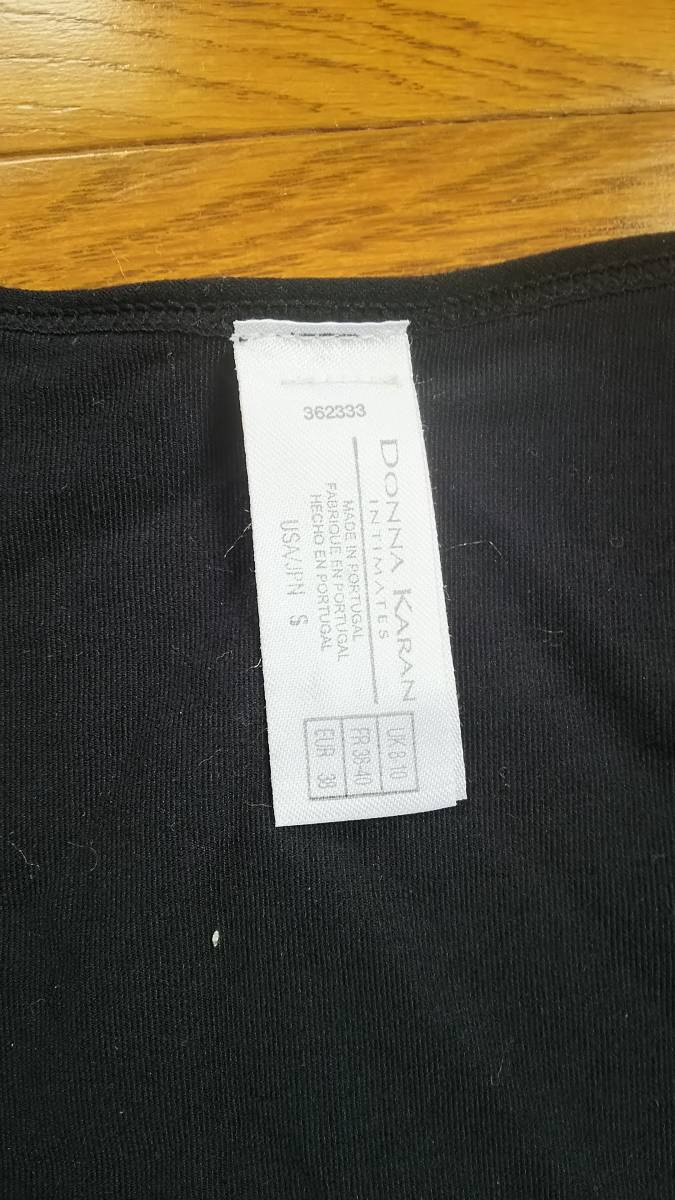 362333
DONNA KARAN
INTIMATES
MADE IN PORTUGAL
FABRIQUE EN PORTUGAL
HECHO EN PORTUGAL
USA/JPN S
UK 8-10
FR 38-40
EUR 38